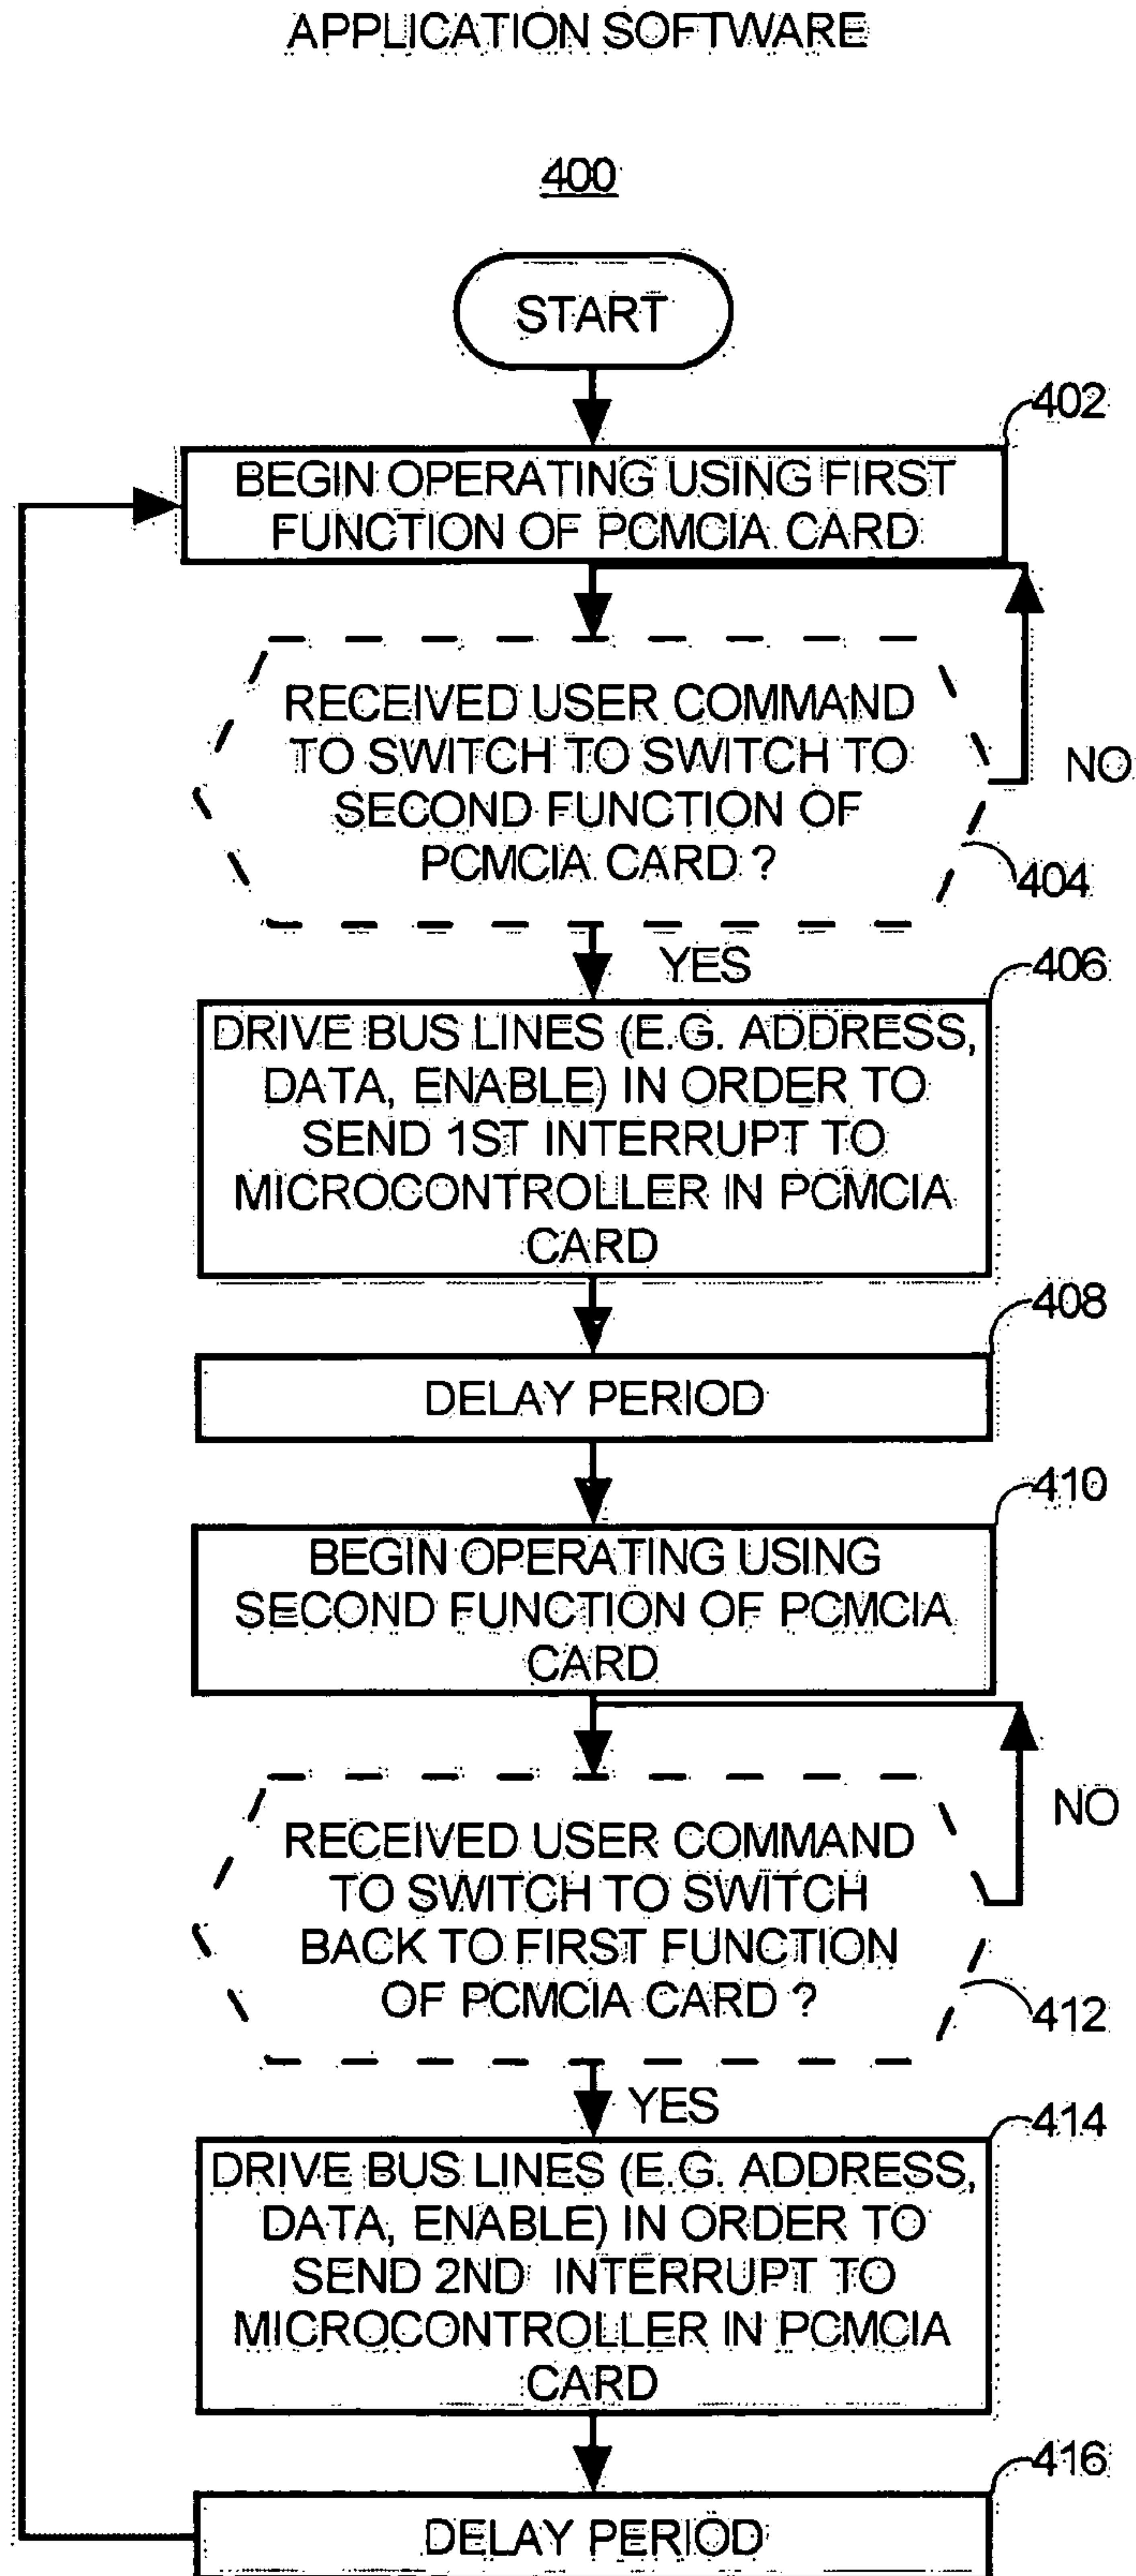 APPLICATION SOFTWARE
400
START
402
BEGIN OPERATING USING FIRST
FUNCTION OF PCMCIA CARD
RECEIVED USER COMMAND
TO SWITCH TO SWITCH TO
SECOND FUNCTION OF
PCMCIA CARD ?
NO
404
YES
406
DRIVE BUS LINES (E.G. ADDRESS,
DATA, ENABLE) IN ORDER TO
SEND 1ST INTERRUPT TO
MICROCONTROLLER IN PCMCIA
CARD
408
DELAY PERIOD
410
BEGIN OPERATING USING
SECOND FUNCTION OF PCMCIA
CARD
RECEIVED USER COMMAND
TO SWITCH TO SWITCH
BACK TO FIRST FUNCTION
OF PCMCIA CARD ?
NO
412
YES
414
DRIVE BUS LINES (E.G. ADDRESS,
DATA, ENABLE) IN ORDER TO
SEND 2ND INTERRUPT TO
MICROCONTROLLER IN PCMCIA
CARD
416
DELAY PERIOD